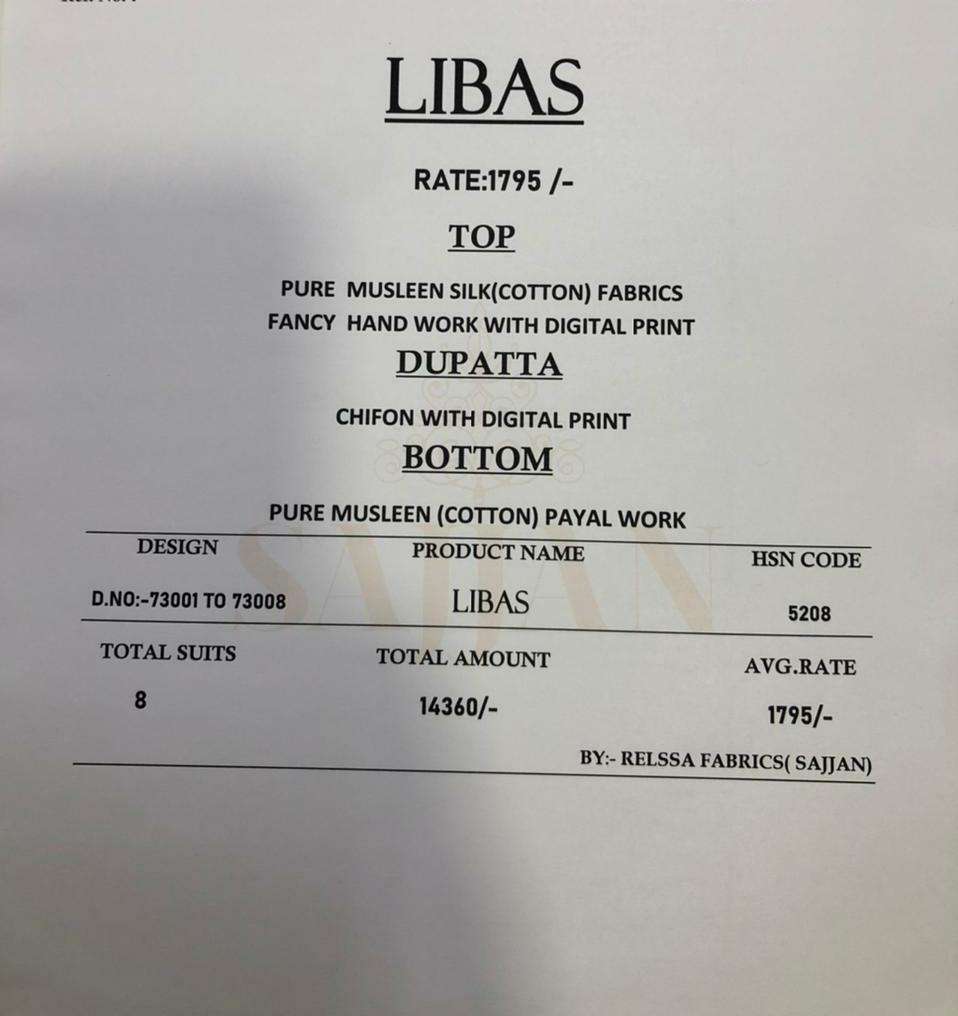 LIBAS
RATE:1795 /-
TOP
PURE MUSLEEN SILK(COTTON) FABRICS
FANCY HAND WORK WITH DIGITAL PRINT
DUPATTA
CHIFON WITH DIGITAL PRINT
BOTTOM
PURE MUSLEEN (COTTON) PAYAL WORK
SAJJAN
DESIGN PRODUCT NAME HSN CODE
D.NO:-73001 TO 73008 LIBAS 5208
TOTAL SUITS TOTAL AMOUNT AVG.RATE
8 14360/- 1795/-
BY:- RELSSA FABRICS( SAJJAN)